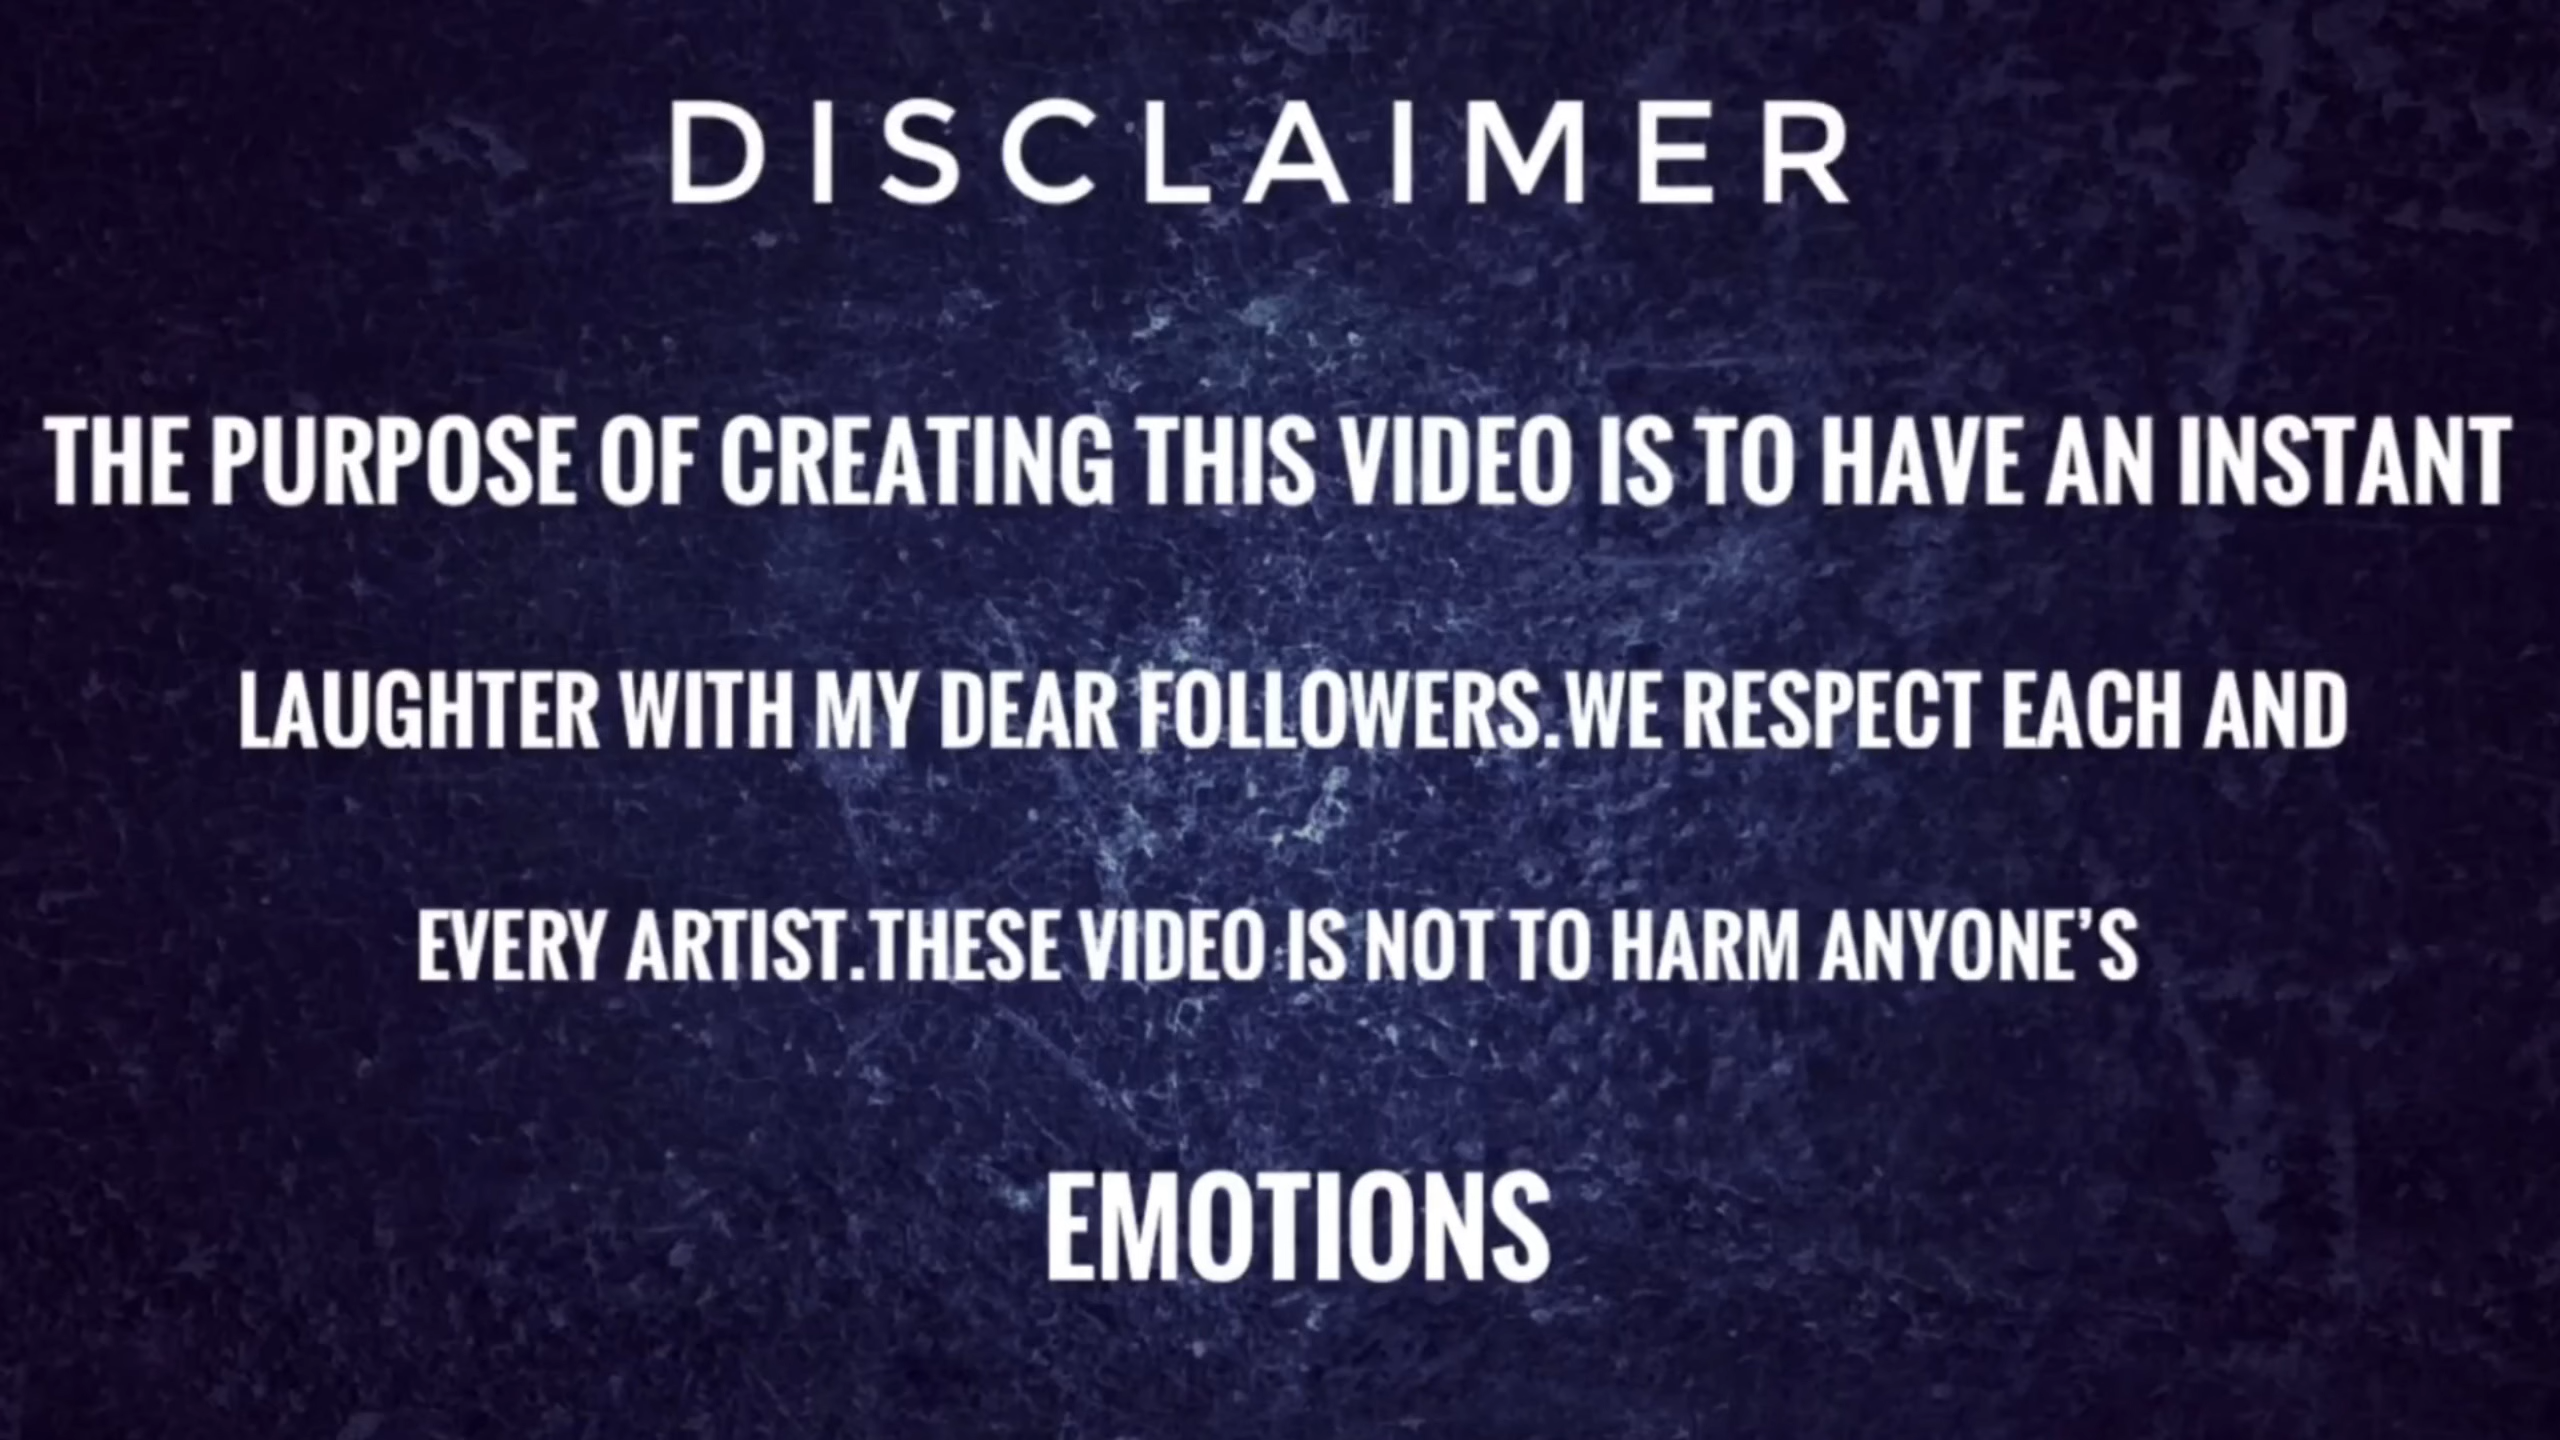 DISCLAIMER
THE PURPOSE OF CREATING THIS VIDEO IS TO HAVE AN INSTANT
LAUGHTER WITH MY DEAR FOLLOWERS.WE RESPECT EACH AND
EVERY ARTIST.THESE VIDEO IS NOT TO HARM ANYONE’S
EMOTIONS